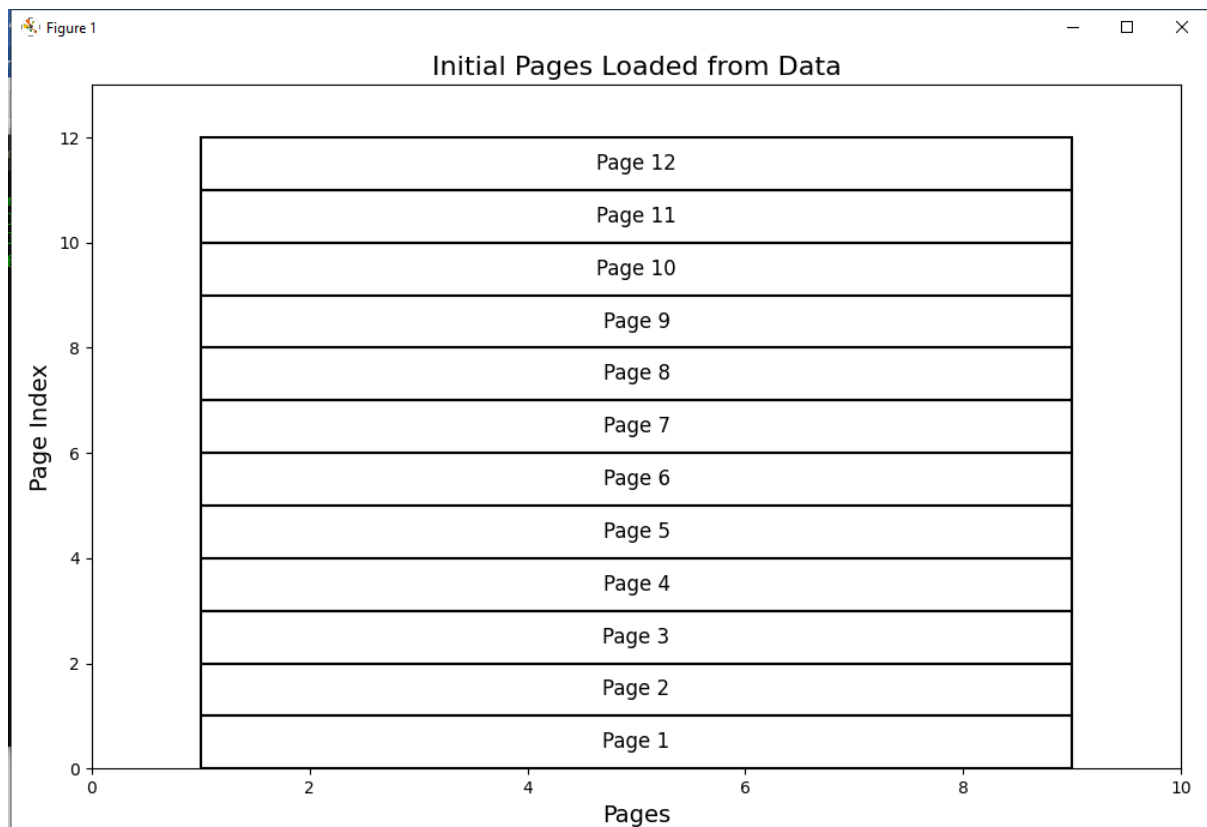 Figure 1
Initial Pages Loaded from Data
12
Page 12
Page 11
10
Page 10
Page 9
8
Page 8
Page 7
6
Page 6
Page 5
4
Page 4
Page 3
2
Page 2
Page 1
0
Page Index
0 2 4 6 8 10
Pages